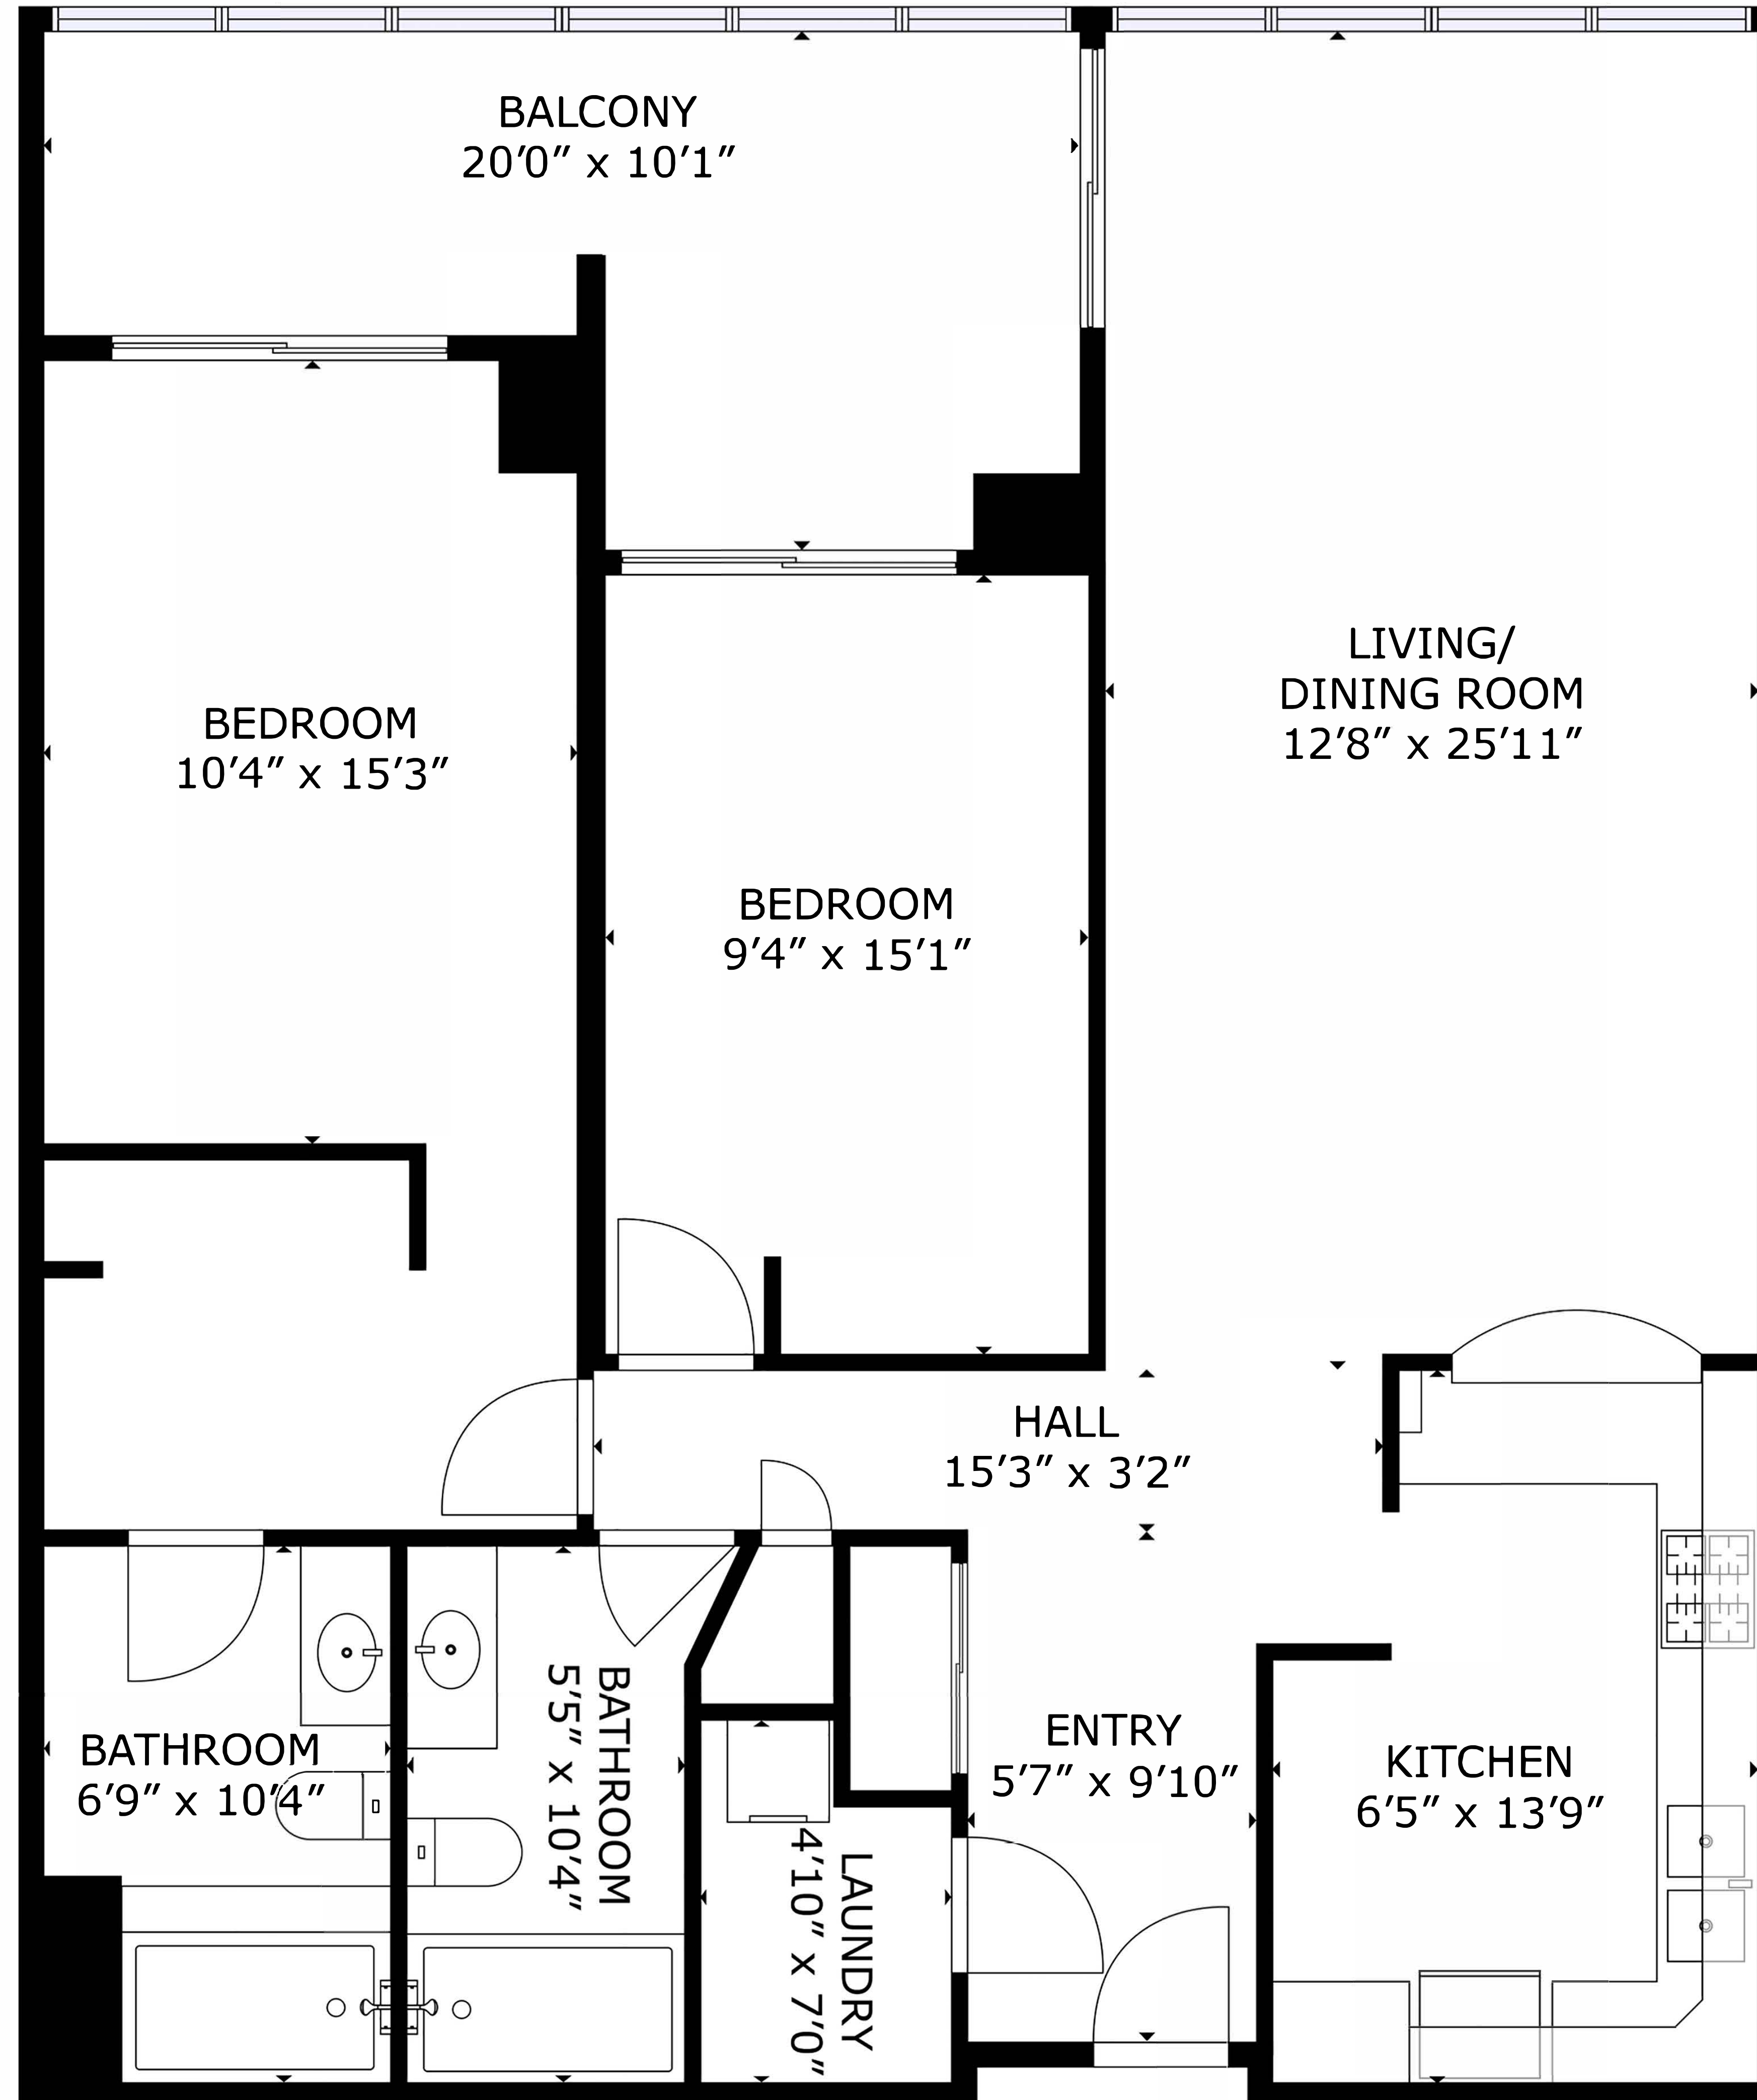 BALCONY
20′0″ x 10′1″
LIVING/
DINING ROOM
12′8″ x 25′11″
BEDROOM
10′4″ x 15′3″
BEDROOM
9′4″ x 15′1″
HALL
15′3″ x 3′2″
BATHROOM
6′9″ x 10′4″
BATHROOM
5′5″ x 10′4″
LAUNDRY
4′10″ x 7′0″
ENTRY
5′7″ x 9′10″
KITCHEN
6′5″ x 13′9″